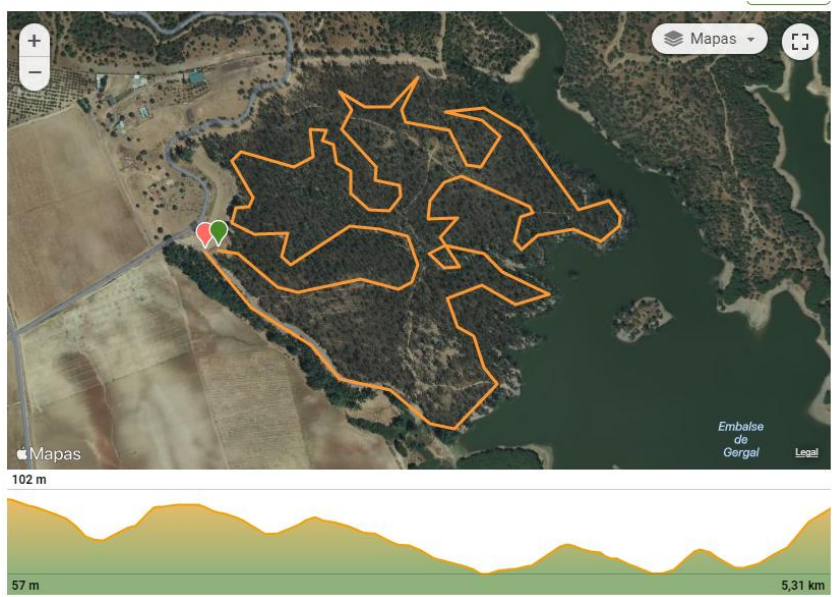 +
−
Mapas
Mapas
Embalse
de
Gergal
Legal
102 m
57 m
5,31 km